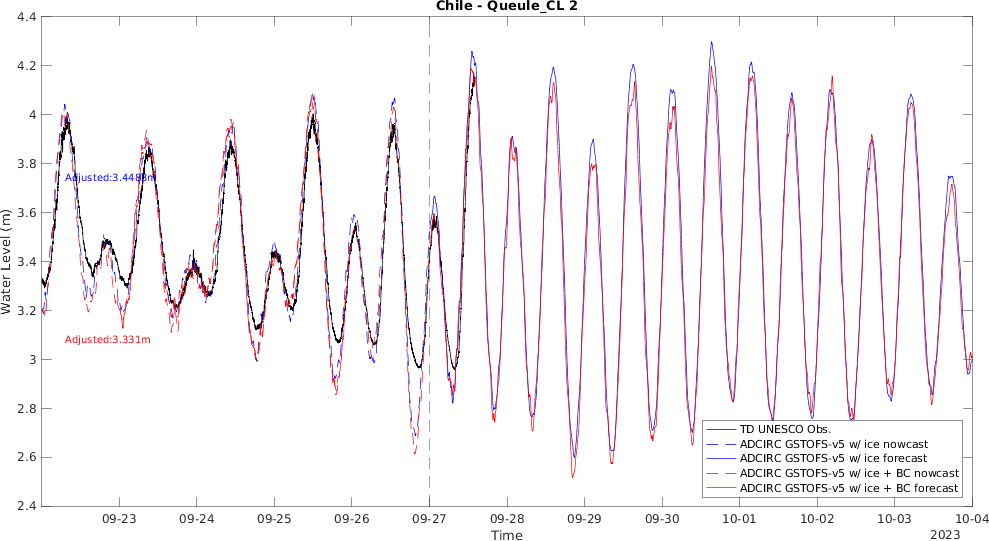 Chile - Queule_CL 2
4.4
4.2
4
3.8
3.6
3.4
3.2
3
2.8
2.6
2.4
Water Level (m)
Adjusted:3.4483m
Adjusted:3.331m
TD UNESCO Obs.
ADCIRC GSTOFS-v5 w/ ice nowcast
ADCIRC GSTOFS-v5 w/ ice forecast
ADCIRC GSTOFS-v5 w/ ice + BC nowcast
ADCIRC GSTOFS-v5 w/ ice + BC forecast
09-23 09-24 09-25 09-26 09-27 09-28 09-29 09-30 10-01 10-02 10-03 10-04
Time
2023